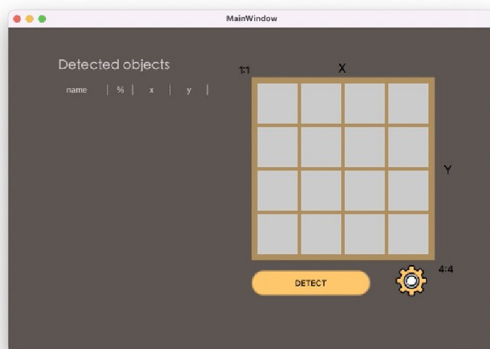 MainWindow
Detected objects
name | % | x | y |
1:1
X
Y
DETECT
4:4